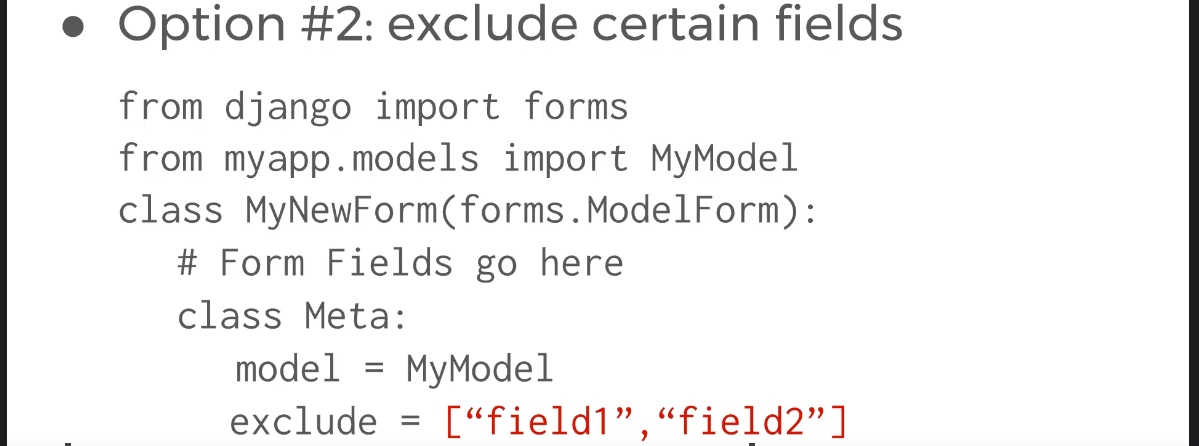 • Option #2: exclude certain fields
from django import forms
from myapp.models import MyModel
class MyNewForm(forms.ModelForm):
# Form Fields go here
class Meta:
model = MyModel
exclude = [“field1”,“field2”]